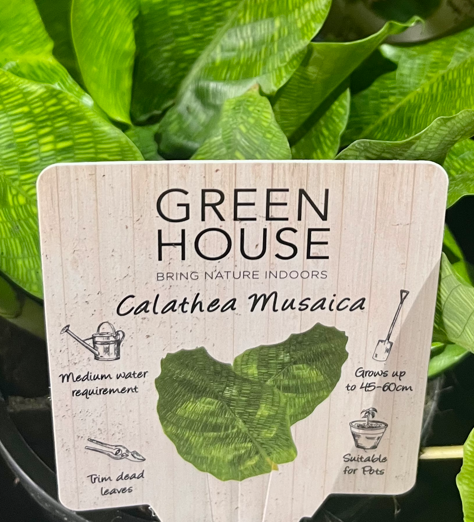 GREEN
HOUSE
BRING NATURE INDOORS
Calathea Musaica
Medium water
requirement
Grows up
to 45-60cm
Trim dead
leaves
Suitable
for Pots